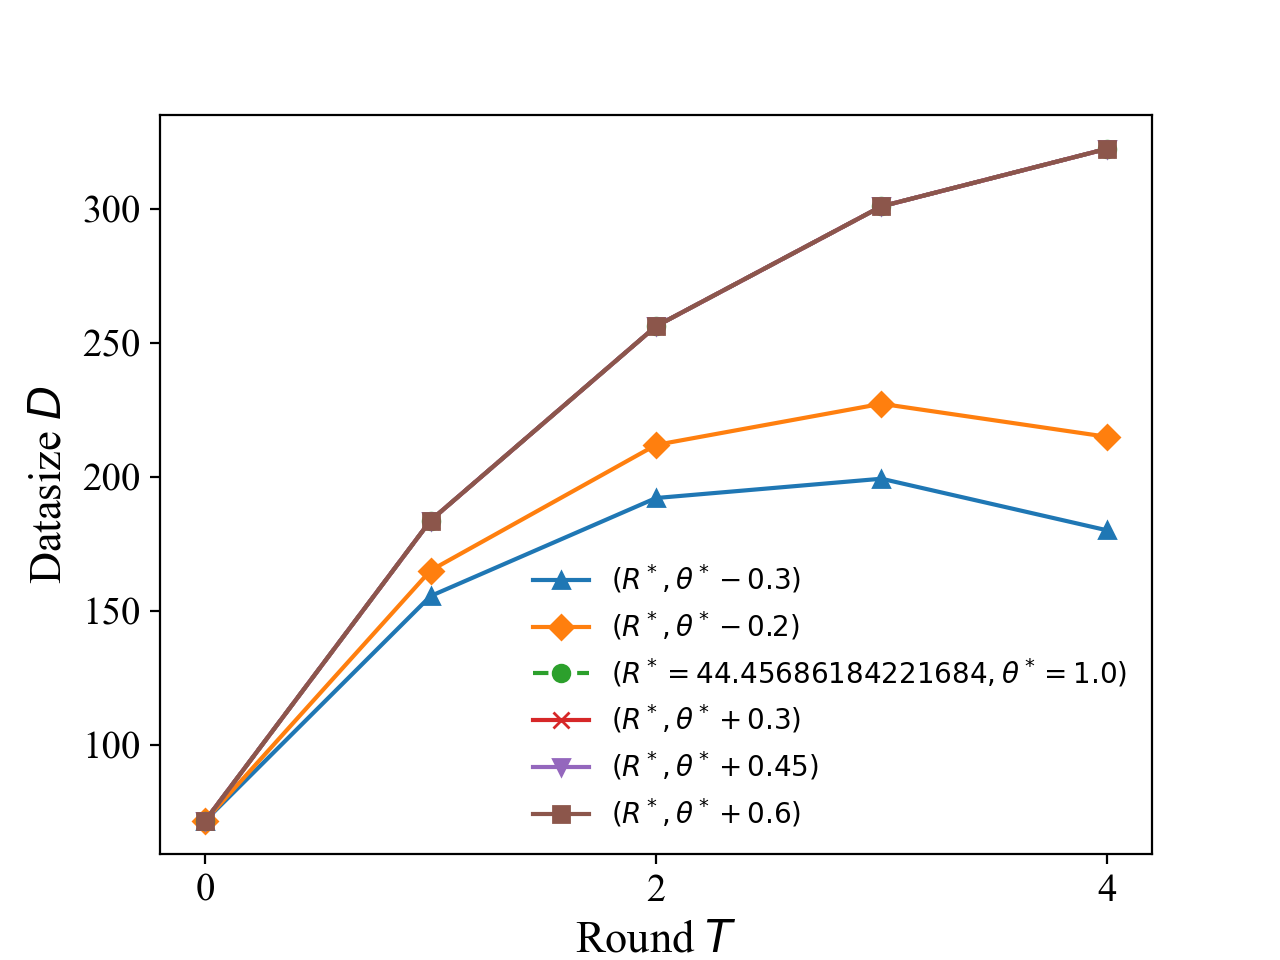 300
250
200
150
100
Datasize D
(R*, θ* − 0.3)
(R*, θ* − 0.2)
(R* = 44.45686184221684, θ* = 1.0)
(R*, θ* + 0.3)
(R*, θ* + 0.45)
(R*, θ* + 0.6)
0 2 4
Round T